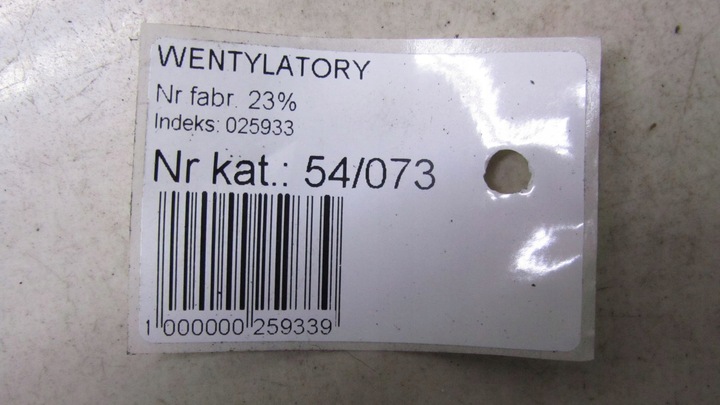 WENTYLATORY
Nr fabr. 23%
Indeks: 025933
Nr kat.: 54/073
1 000000 259339